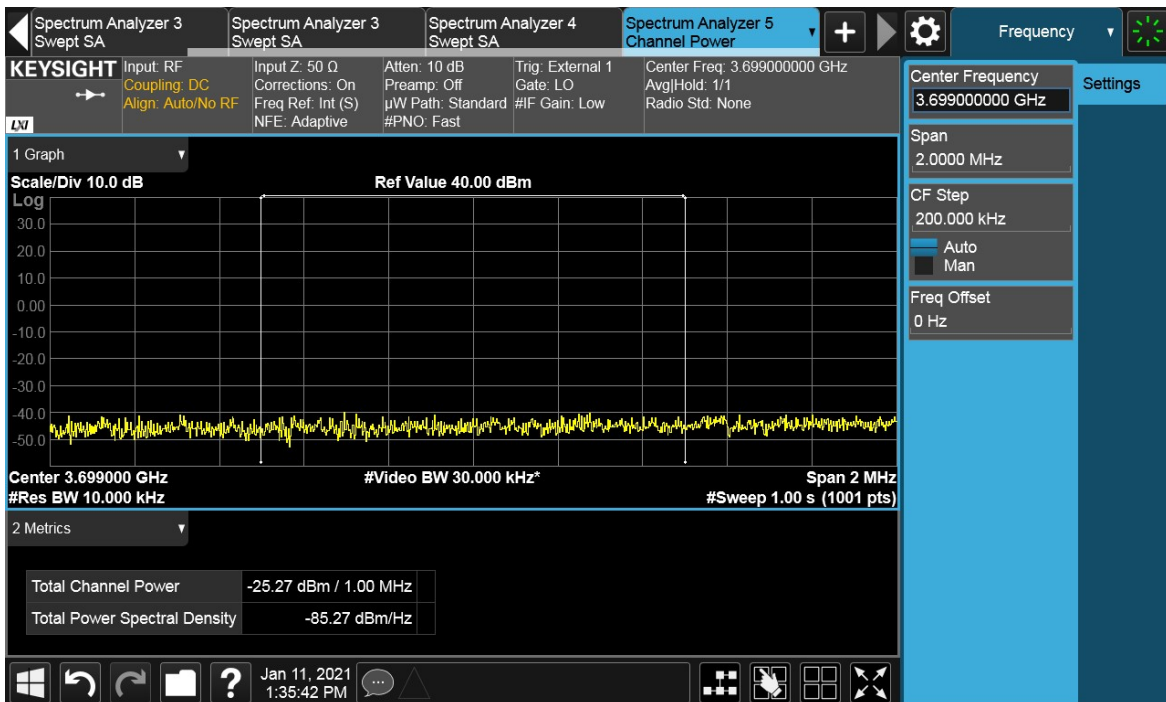 Spectrum Analyzer 3
Swept SA
Spectrum Analyzer 3
Swept SA
Spectrum Analyzer 4
Swept SA
Spectrum Analyzer 5
Channel Power
Frequency
KEYSIGHT
LXI
Input: RF
Coupling: DC
Align: Auto/No RF
Input Z: 50 Ω
Corrections: On
Freq Ref: Int (S)
NFE: Adaptive
Atten: 10 dB
Preamp: Off
µW Path: Standard
#PNO: Fast
Trig: External 1
Gate: LO
#IF Gain: Low
Center Freq: 3.699000000 GHz
Avg|Hold: 1/1
Radio Std: None
Center Frequency
3.699000000 GHz
Settings
Span
2.0000 MHz
CF Step
200.000 kHz
Auto
Man
Freq Offset
0 Hz
1 Graph
Scale/Div 10.0 dB
Ref Value 40.00 dBm
Log
30.0
20.0
10.0
0.00
-10.0
-20.0
-30.0
-40.0
-50.0
Center 3.699000 GHz
#Video BW 30.000 kHz*
Span 2 MHz
#Res BW 10.000 kHz
#Sweep 1.00 s (1001 pts)
2 Metrics
Total Channel Power -25.27 dBm / 1.00 MHz
Total Power Spectral Density -85.27 dBm/Hz
?
Jan 11, 2021
1:35:42 PM